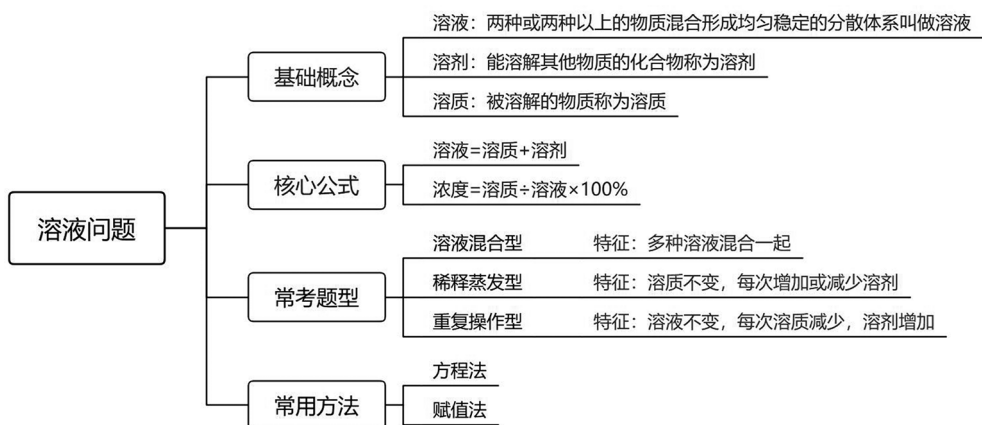 溶液问题
基础概念
溶液：两种或两种以上的物质混合形成均匀稳定的分散体系叫做溶液
溶剂：能溶解其他物质的化合物称为溶剂
溶质：被溶解的物质称为溶质
核心公式
溶液=溶质+溶剂
浓度=溶质÷溶液×100%
常考题型
溶液混合型 特征：多种溶液混合一起
稀释蒸发型 特征：溶质不变，每次增加或减少溶剂
重复操作型 特征：溶液不变，每次溶质减少，溶剂增加
常用方法
方程法
赋值法